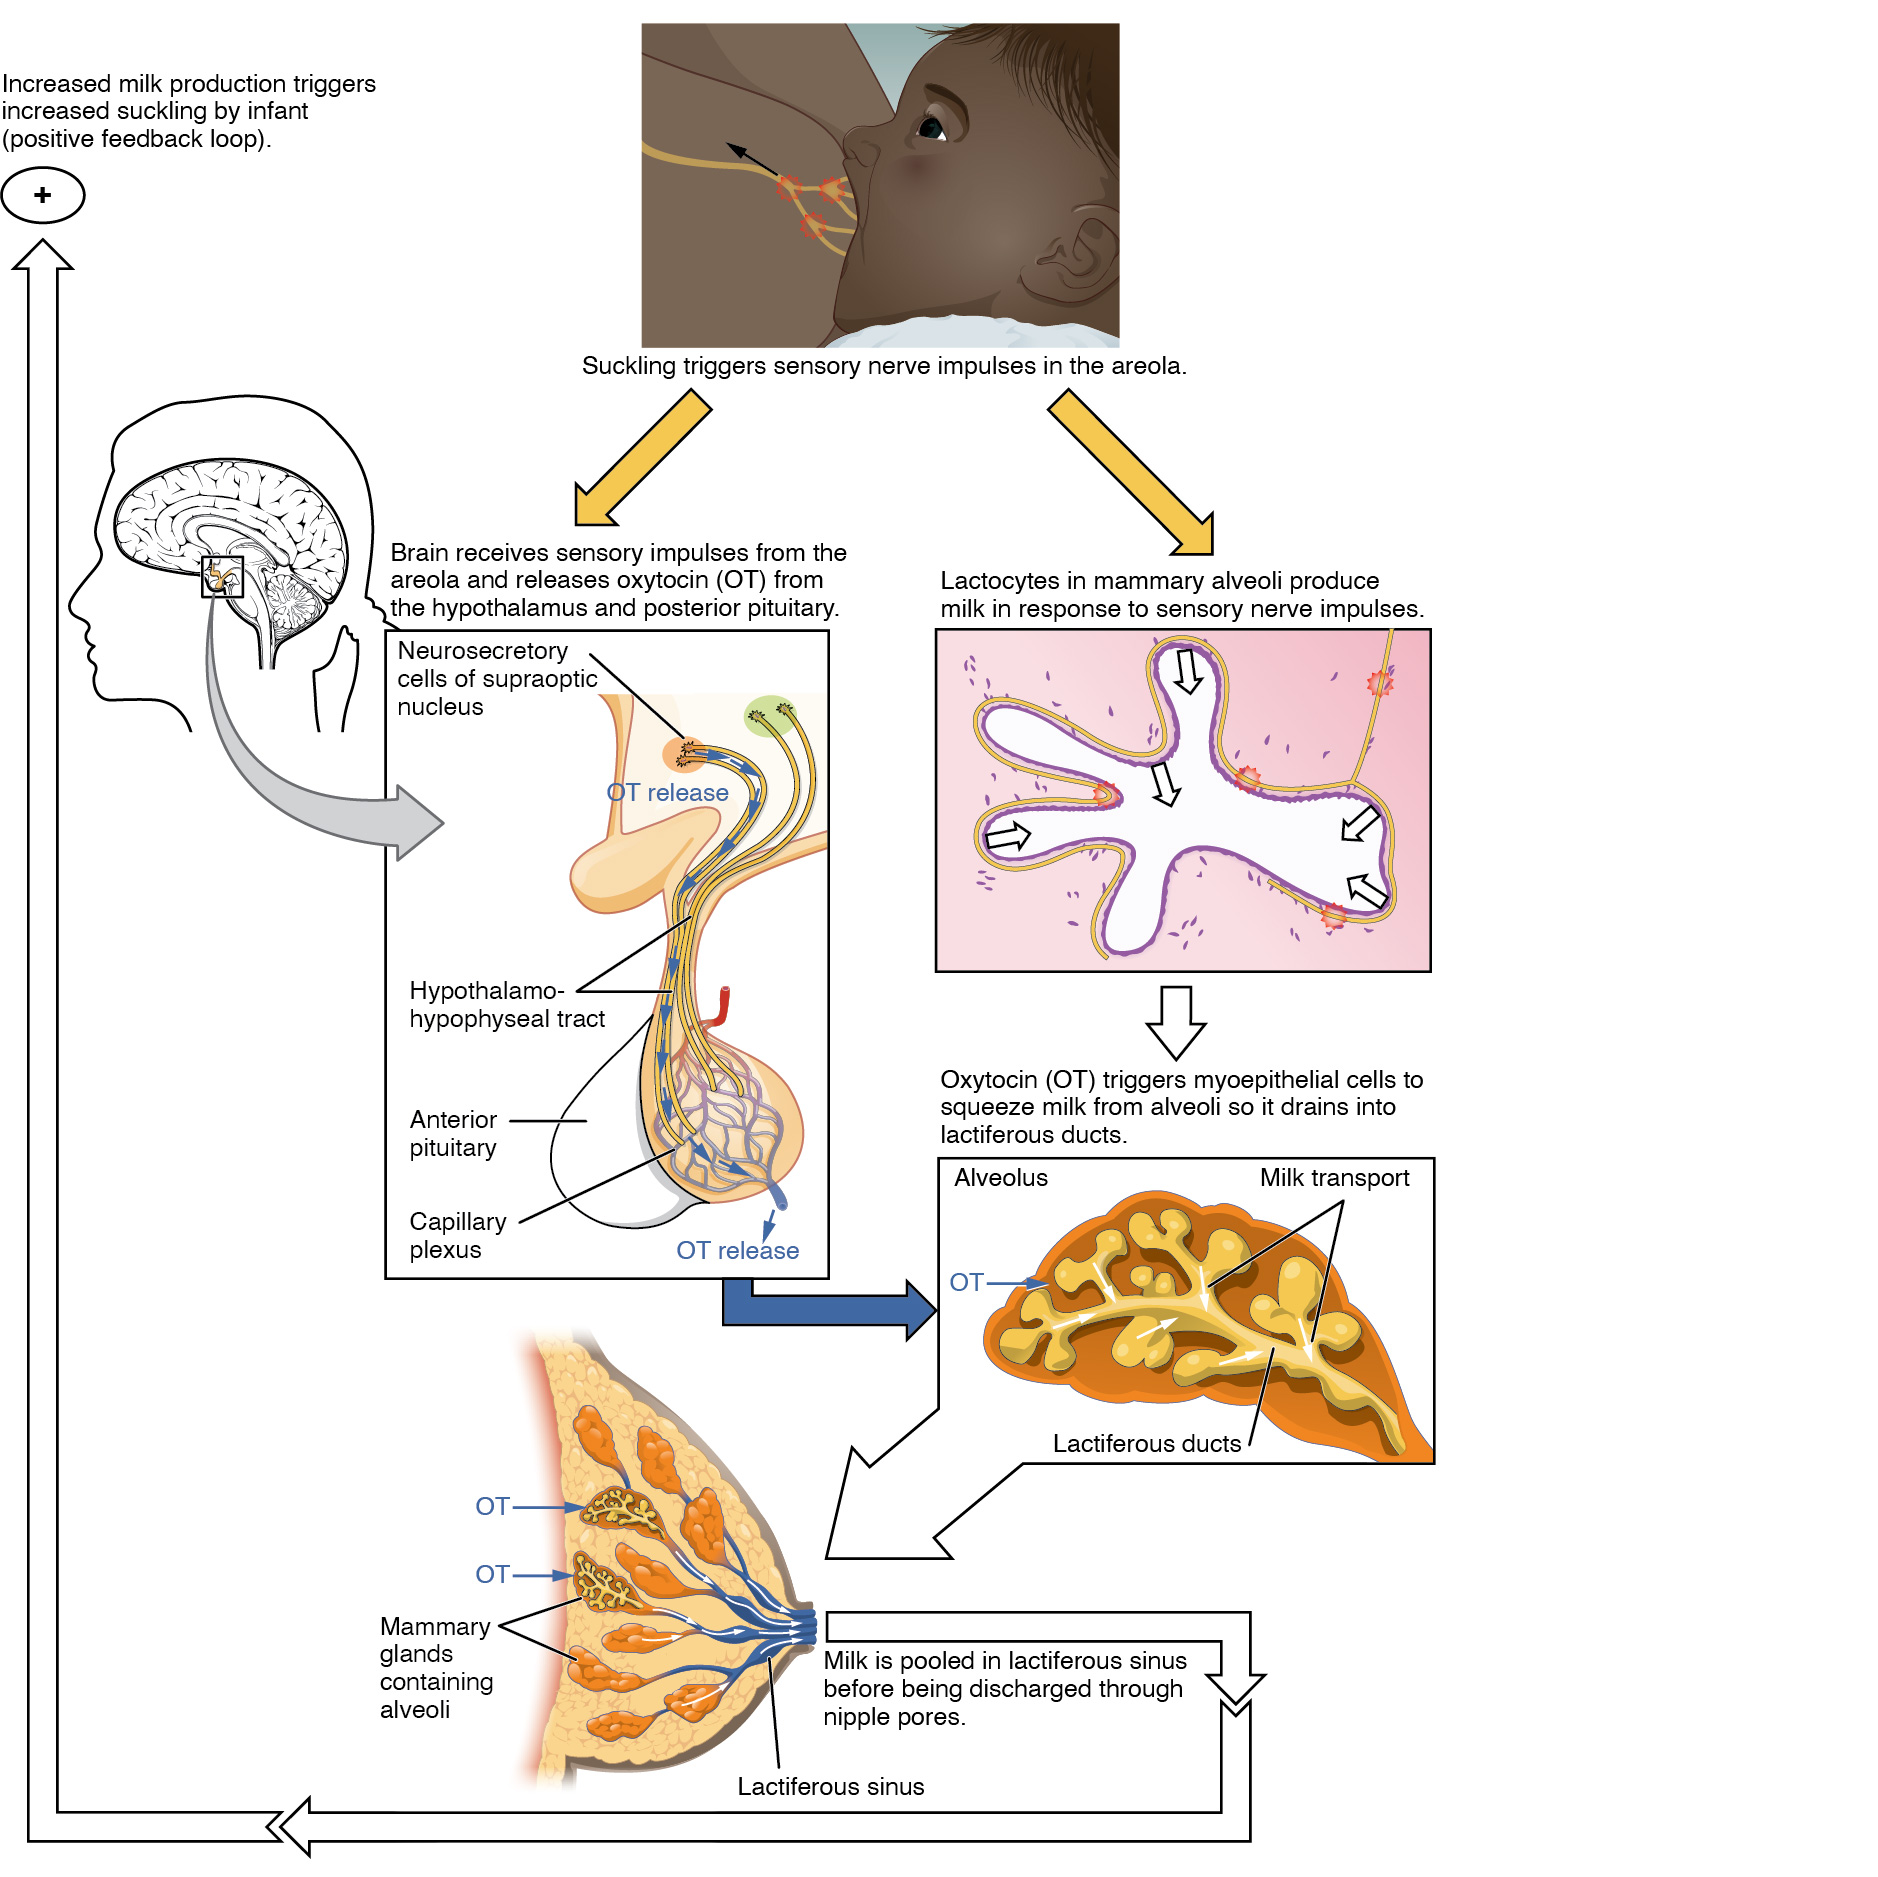 Increased milk production triggers
increased suckling by infant
(positive feedback loop).
+
Suckling triggers sensory nerve impulses in the areola.
Brain receives sensory impulses from the
areola and releases oxytocin (OT) from
the hypothalamus and posterior pituitary.
Neurosecretory
cells of supraoptic
nucleus
OT release
Hypothalamo-
hypophyseal tract
Anterior
pituitary
Capillary
plexus
OT release
Lactocytes in mammary alveoli produce
milk in response to sensory nerve impulses.
Oxytocin (OT) triggers myoepithelial cells to
squeeze milk from alveoli so it drains into
lactiferous ducts.
Alveolus
Milk transport
OT
Lactiferous ducts
OT
OT
Mammary
glands
containing
alveoli
Milk is pooled in lactiferous sinus
before being discharged through
nipple pores.
Lactiferous sinus